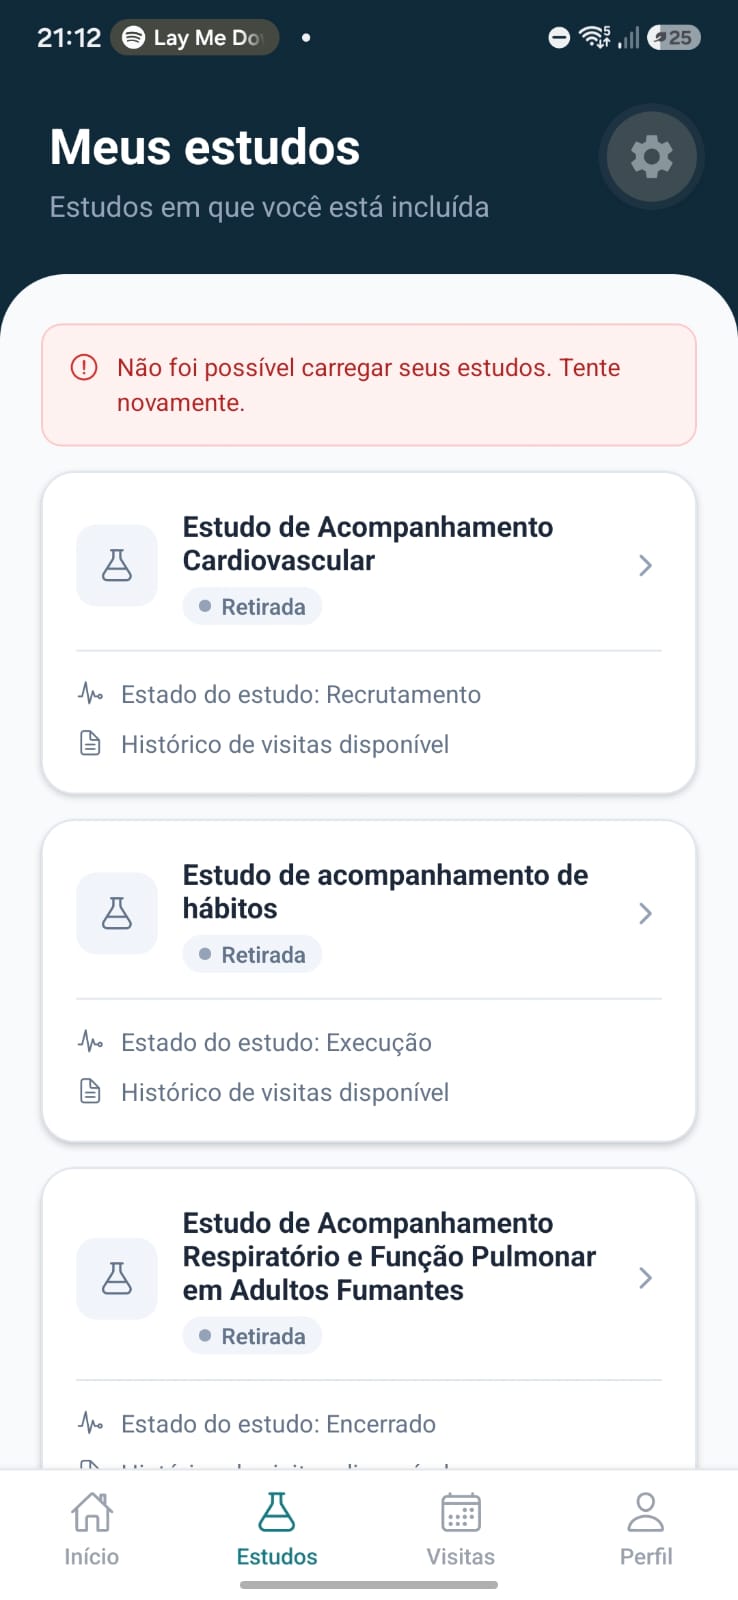 21:12 Lay Me Do
25
Meus estudos
Estudos em que você está incluída
Não foi possível carregar seus estudos. Tente
novamente.
Estudo de Acompanhamento
Cardiovascular
Retirada
Estado do estudo: Recrutamento
Histórico de visitas disponível
Estudo de acompanhamento de
hábitos
Retirada
Estado do estudo: Execução
Histórico de visitas disponível
Estudo de Acompanhamento
Respiratório e Função Pulmonar
em Adultos Fumantes
Retirada
Estado do estudo: Encerrado
Início
Estudos
Visitas
Perfil